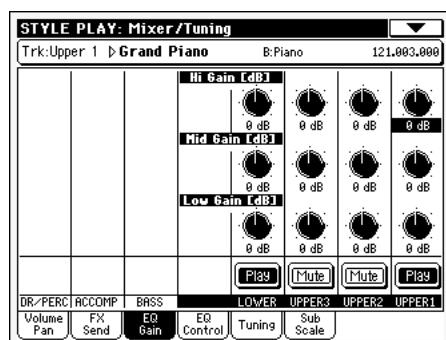 STYLE PLAY: Mixer/Tuning
Trk:Upper 1 ▷Grand Piano B:Piano 121.003.000
Hi Gain [dB]
0 dB 0 dB 0 dB 0 dB
Mid Gain [dB]
0 dB 0 dB 0 dB 0 dB
Low Gain [dB]
0 dB 0 dB 0 dB 0 dB
Play Mute Mute Play
DR/PERC ACCOMP BASS LOWER UPPER3 UPPER2 UPPER1
Volume Pan FX Send EQ Gain EQ Control Tuning Sub Scale